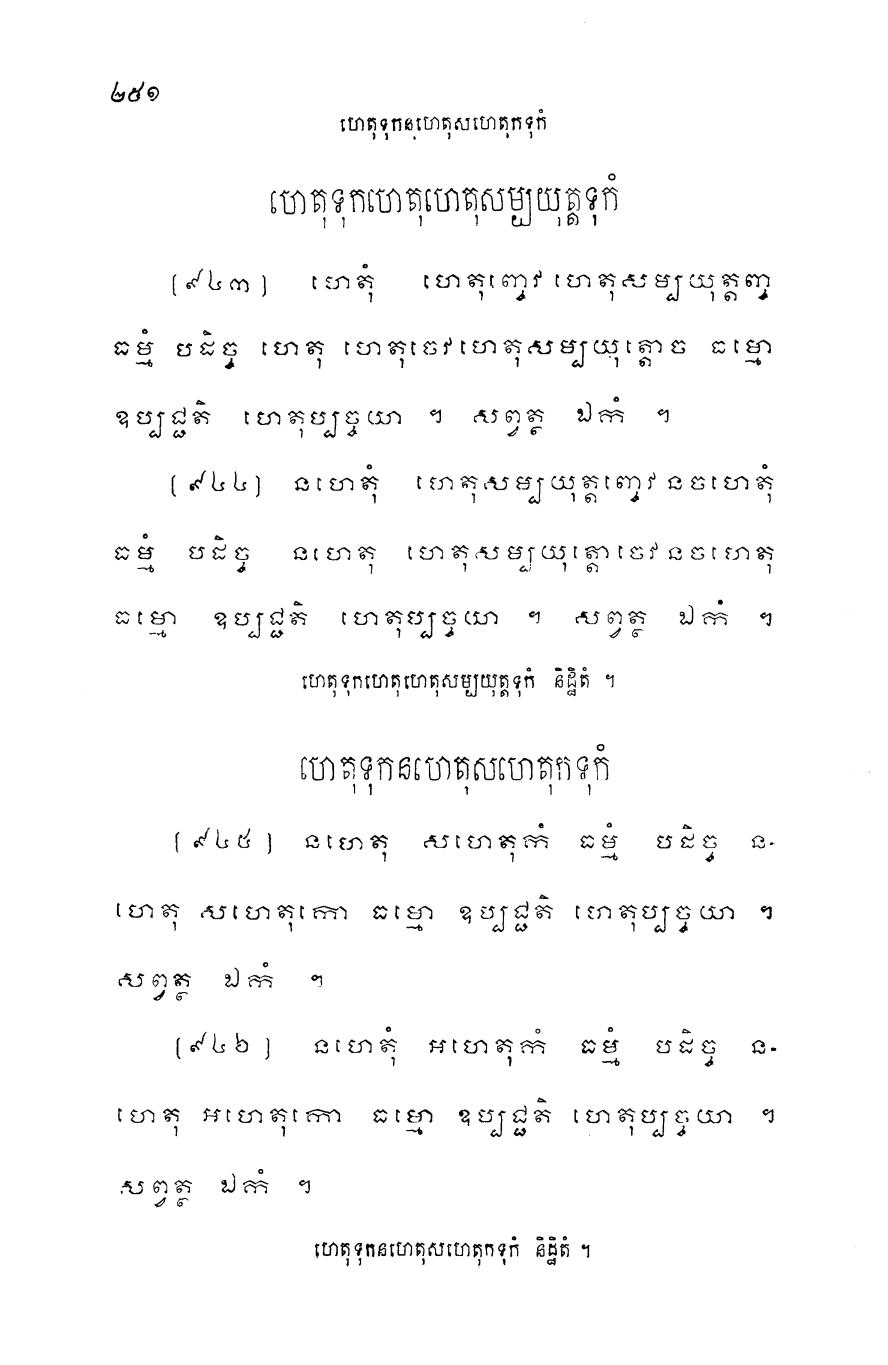 ២៥១
ហេតុទុកនហេតុសហេតុកទុកំ
ហេតុទុកហេតុហេតុសម្បយុត្តទុកំ
(៩៤៣) ហេតុំ ហេតុញ្ចេវ ហេតុសម្បយុត្តញ្ច
ធម្មំ បដិច្ច ហេតុ ហេតុចេវហេតុសម្បយុត្តោច ធម្មោ
ឧប្បជ្ជតិ ហេតុប្បច្ចយា ។ សព្វត្ថ ឯកំ ។
(៩៤៤) នហេតុំ ហេតុសម្បយុត្តញ្ចេវនចហេតុំ
ធម្មំ បដិច្ច នហេតុ ហេតុសម្បយុត្តោចេវនចហេតុ
ធម្មោ ឧប្បជ្ជតិ ហេតុប្បច្ចយា ។ សព្វត្ថ ឯកំ ។
ហេតុទុកហេតុហេតុសម្បយុត្តទុកំ និដ្ឋិតំ ។
ហេតុទុកនហេតុសហេតុកទុកំ
(៩៤៥) នហេតុ សហេតុកំ ធម្មំ បដិច្ច ន-
ហេតុ សហេតុកោ ធម្មោ ឧប្បជ្ជតិ ហេតុប្បច្ចយា ។
សព្វត្ថ ឯកំ ។
(៩៤៦) នហេតុំ អហេតុកំ ធម្មំ បដិច្ច ន-
ហេតុ អហេតុកោ ធម្មោ ឧប្បជ្ជតិ ហេតុប្បច្ចយា ។
សព្វត្ថ ឯកំ ។
ហេតុទុកនហេតុសហេតុកទុកំ និដ្ឋិតំ ។